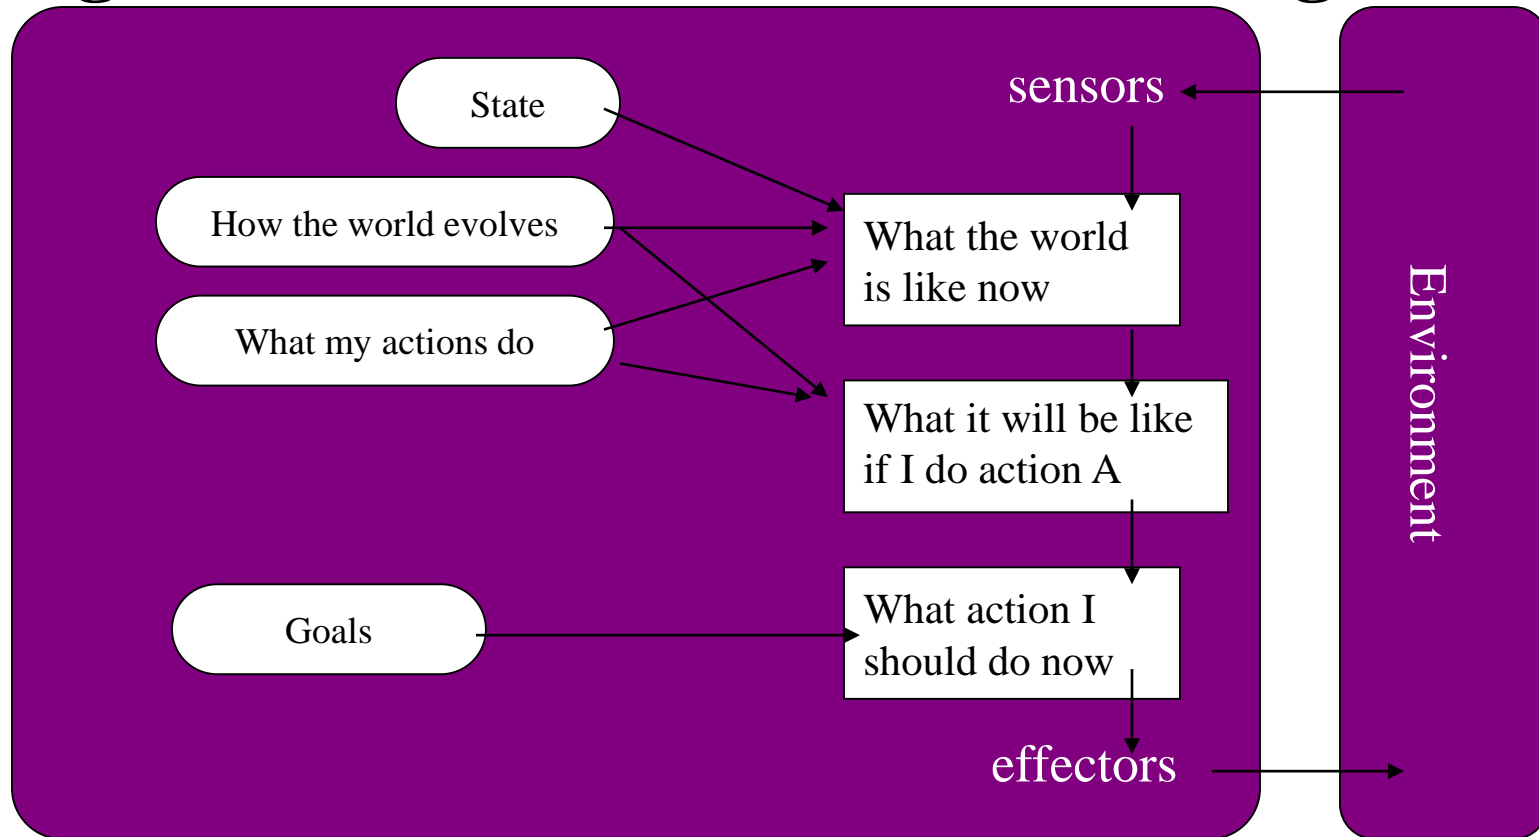 State
sensors
How the world evolves
What the world
is like now
What my actions do
What it will be like
if I do action A
Environment
Goals
What action I
should do now
effectors